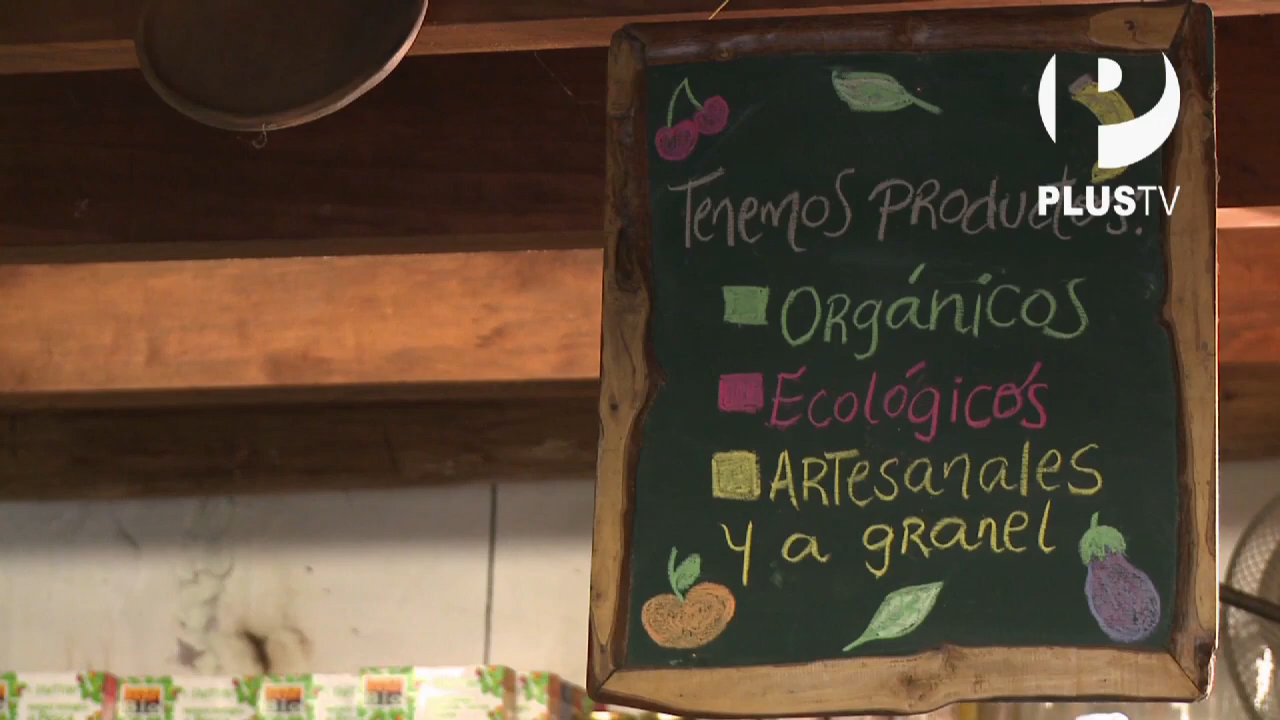 PLUSTV
Tenemos Productos:
Orgánicos
Ecológicos
Artesanales
y a granel